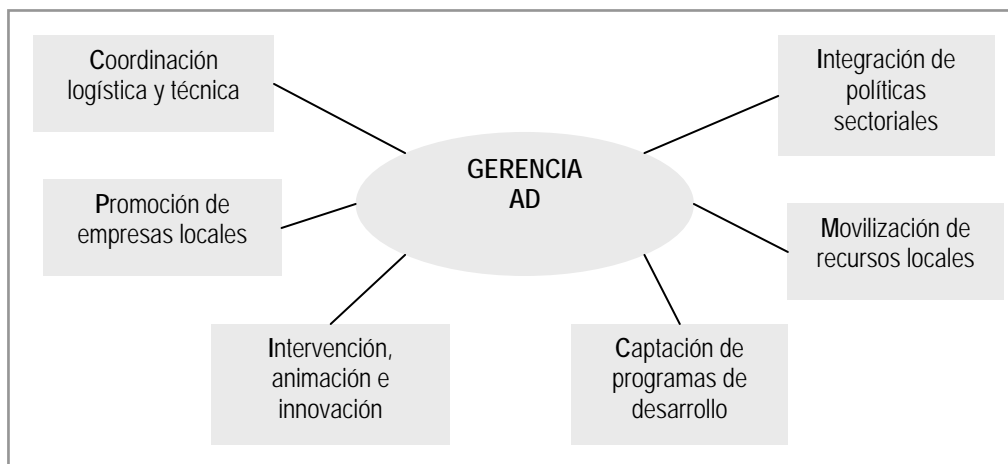 Coordinación
logística y técnica
Integración de
políticas
sectoriales
GERENCIA
AD
Promoción de
empresas locales
Movilización de
recursos locales
Intervención,
animación e
innovación
Captación de
programas de
desarrollo